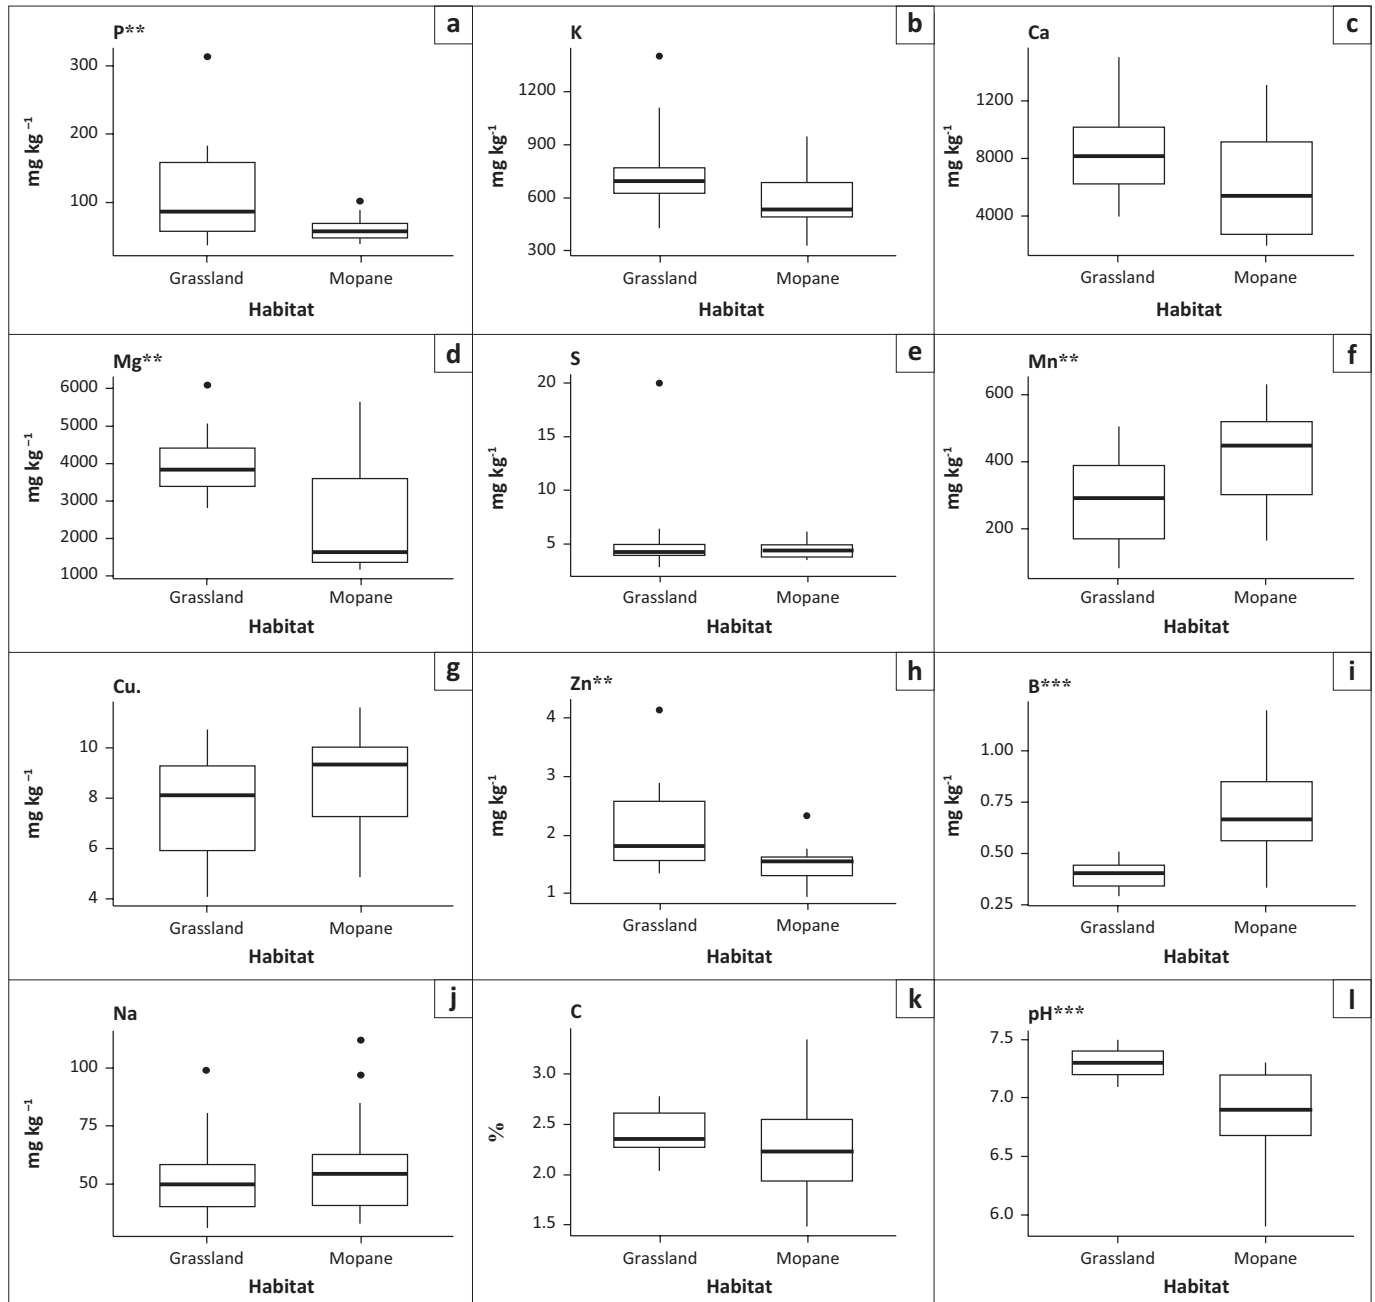 P**
a
mg kg⁻¹
300
200
100
Grassland Mopane
Habitat
K
b
mg kg⁻¹
1200
900
600
300
Grassland Mopane
Habitat
Ca
c
mg kg⁻¹
1200
8000
4000
Grassland Mopane
Habitat
Mg**
d
mg kg⁻¹
6000
5000
4000
3000
2000
1000
Grassland Mopane
Habitat
S
e
mg kg⁻¹
20
15
10
5
Grassland Mopane
Habitat
Mn**
f
mg kg⁻¹
600
400
200
Grassland Mopane
Habitat
Cu.
g
mg kg⁻¹
10
8
6
4
Grassland Mopane
Habitat
Zn**
h
mg kg⁻¹
4
3
2
1
Grassland Mopane
Habitat
B***
i
mg kg⁻¹
1.00
0.75
0.50
0.25
Grassland Mopane
Habitat
Na
j
mg kg⁻¹
100
75
50
Grassland Mopane
Habitat
C
k
%
3.0
2.5
2.0
1.5
Grassland Mopane
Habitat
pH***
l
7.5
7.0
6.5
6.0
Grassland Mopane
Habitat